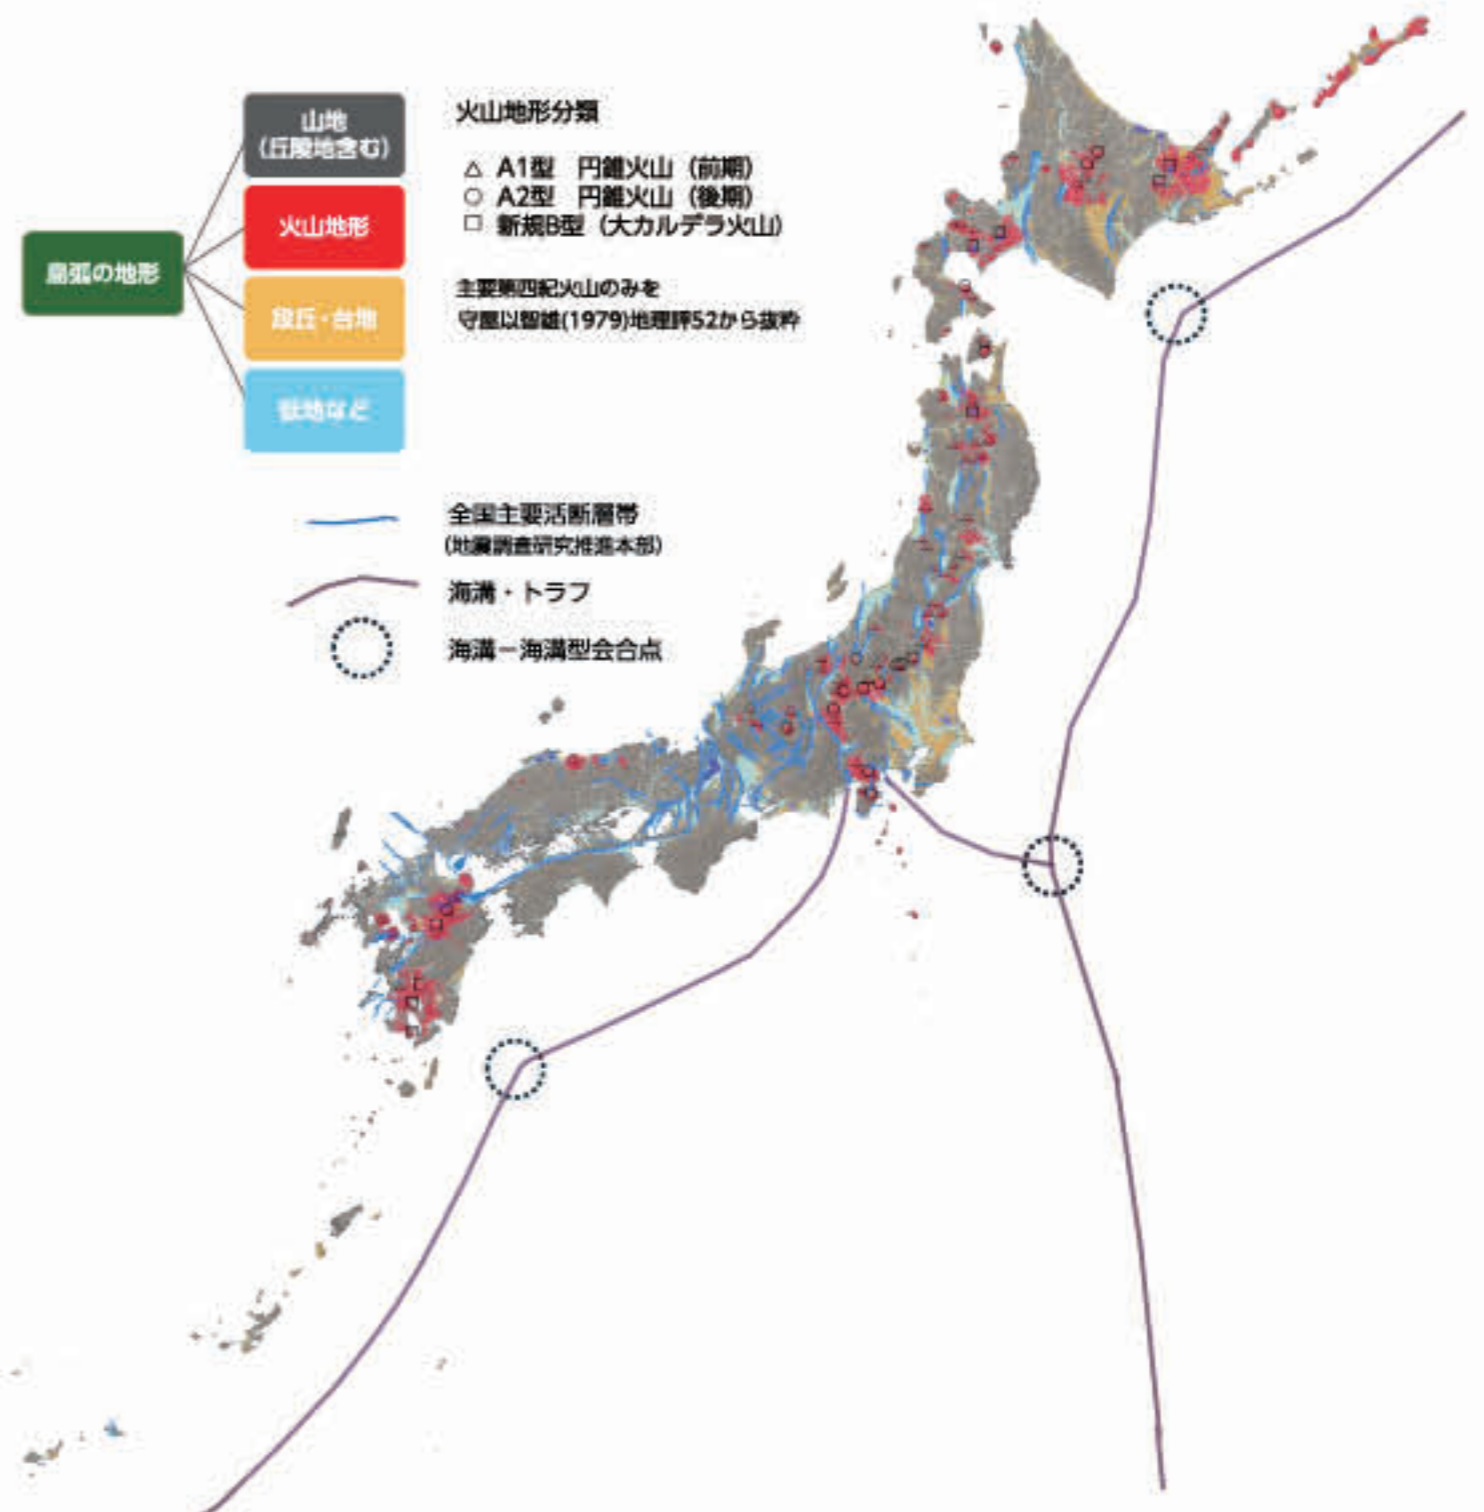 山地
(丘陵地含む)
火山地形
島弧の地形
段丘・台地
低地など
火山地形分類
△ A1型 円錐火山（前期）
○ A2型 円錐火山（後期）
□ 新規B型（大カルデラ火山）
主要第四紀火山のみを
守屋以智雄(1979)地理評52から抜粋
全国主要活断層帯
(地震調査研究推進本部)
海溝・トラフ
海溝－海溝型会合点